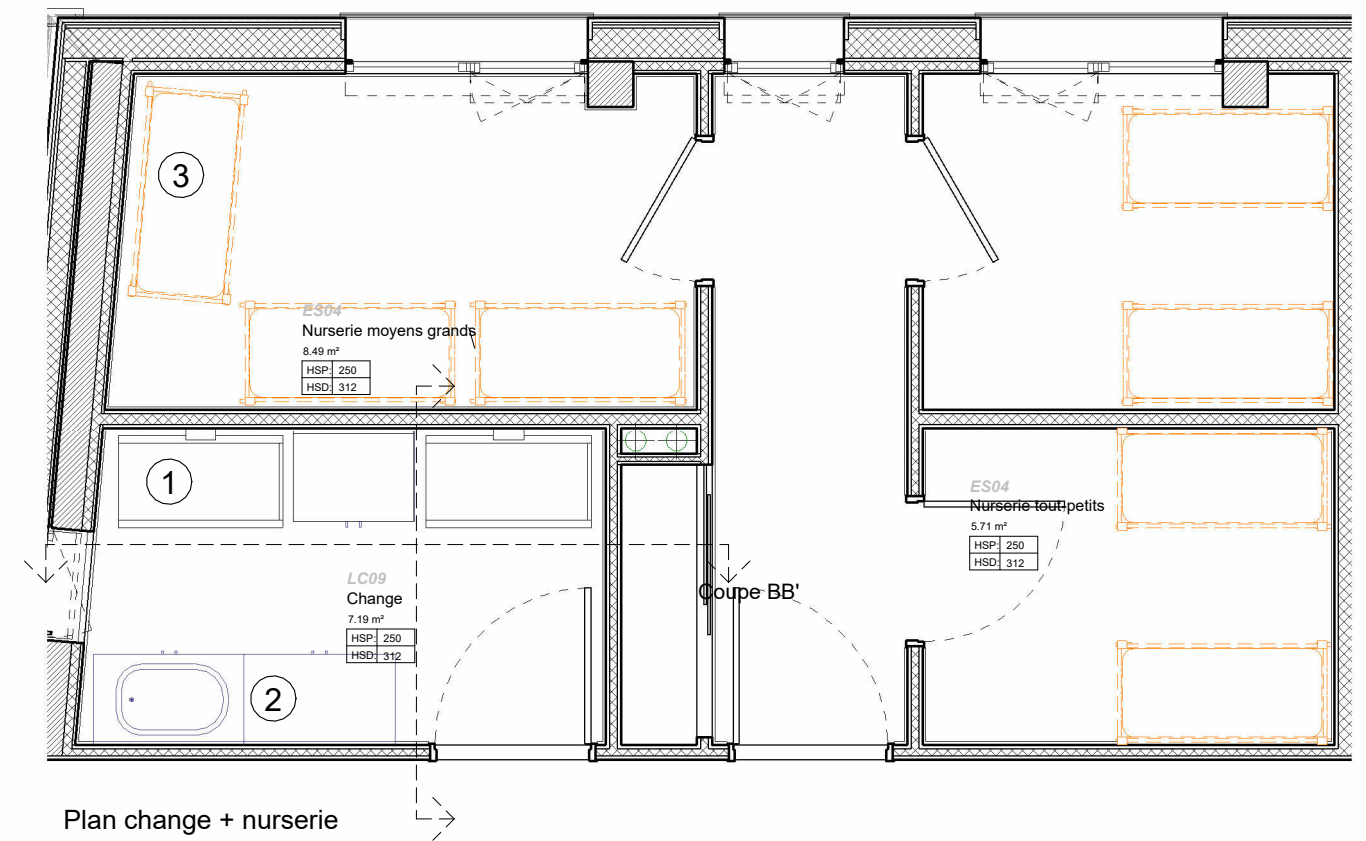 3
ES04
Nurserie moyens grands
8.49 m²
HSP: 250
HSD: 312
1
ES04
Nurserie tout-petits
5.71 m²
HSP: 250
HSD: 312
LC09
Change
7.19 m²
HSP: 250
HSD: 312
Coupe BB'
2
Plan change + nurserie